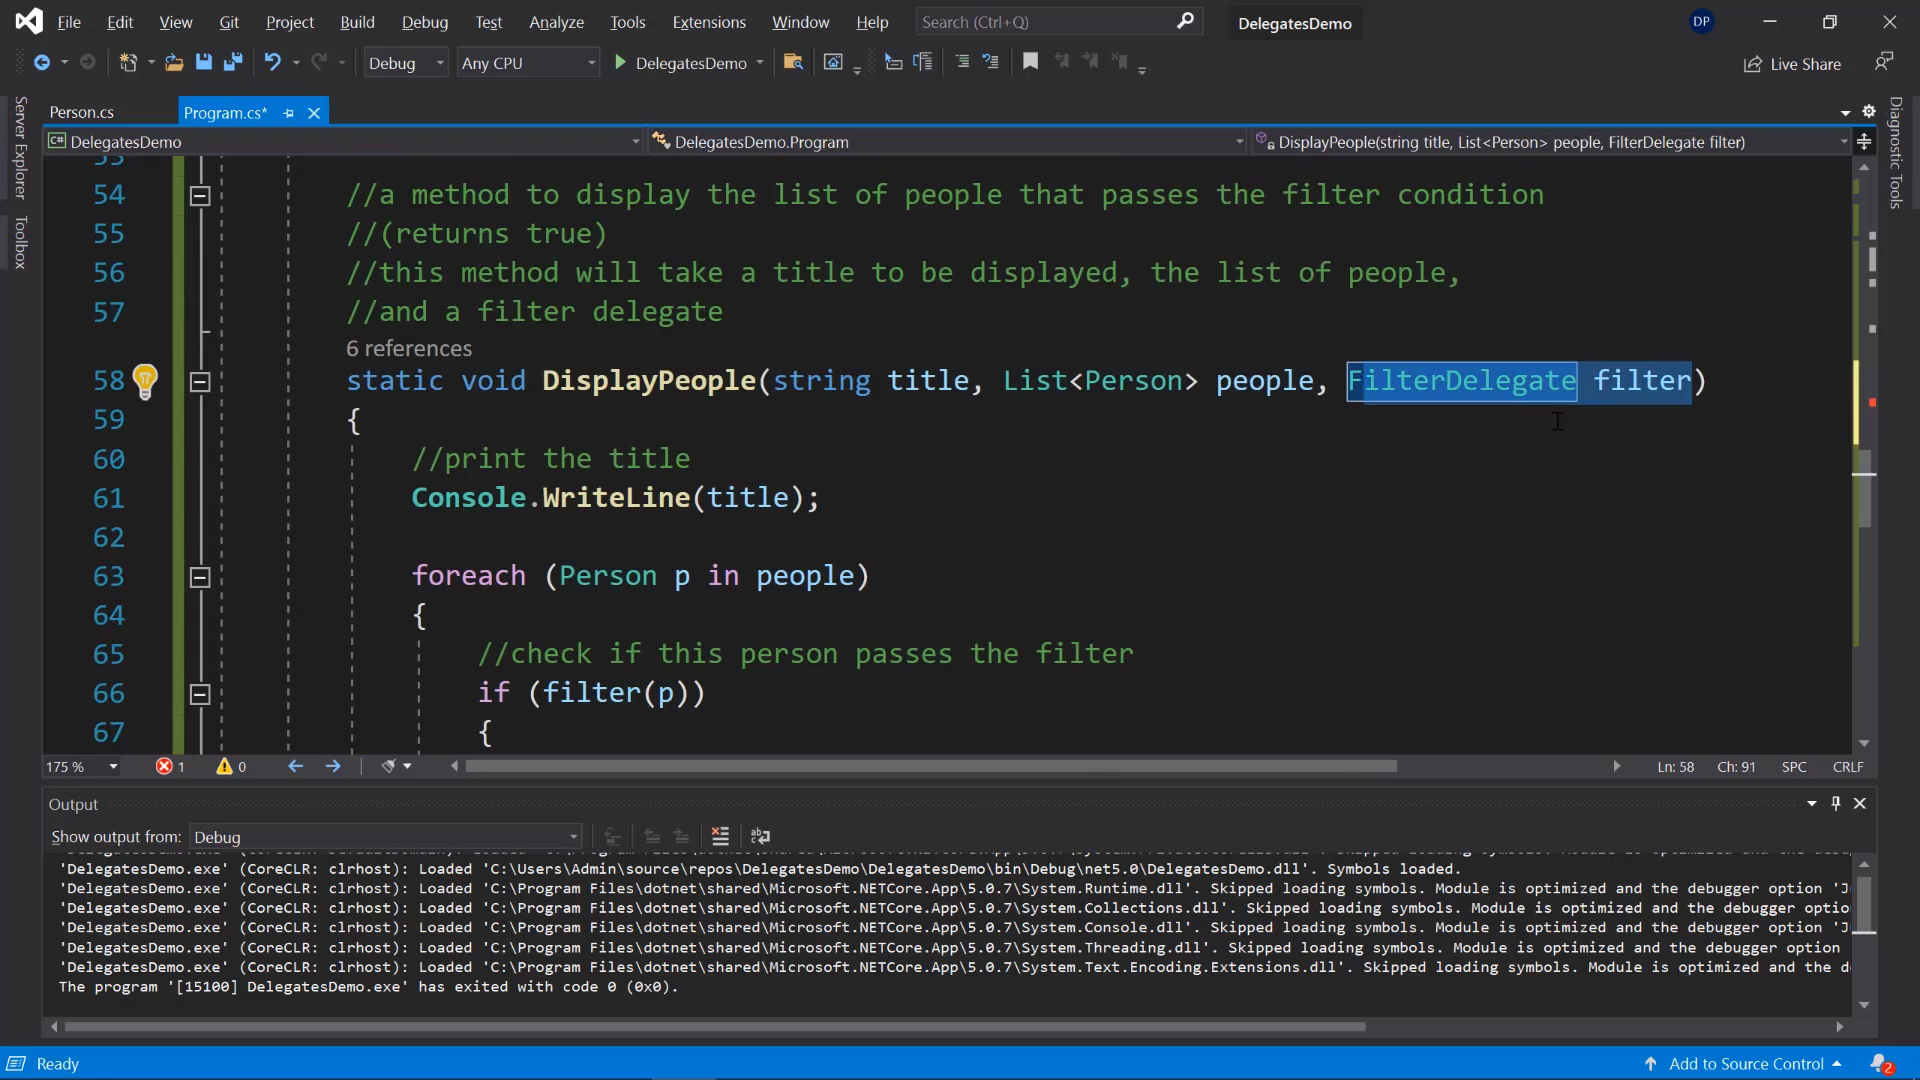 File Edit View Git Project Build Debug Test Analyze Tools Extensions Window Help Search (Ctrl+Q) DelegatesDemo DP
Debug Any CPU DelegatesDemo Live Share
Server Explorer
Toolbox
Diagnostic Tools
Person.cs Program.cs*
C# DelegatesDemo DelegatesDemo.Program DisplayPeople(string title, List<Person> people, FilterDelegate filter)
53
54 //a method to display the list of people that passes the filter condition
55 //(returns true)
56 //this method will take a title to be displayed, the list of people,
57 //and a filter delegate
6 references
58 static void DisplayPeople(string title, List<Person> people, FilterDelegate filter)
59 {
60 //print the title
61 Console.WriteLine(title);
62
63 foreach (Person p in people)
64 {
65 //check if this person passes the filter
66 if (filter(p))
67 {
175 % 1 0 Ln: 58 Ch: 91 SPC CRLF
Output
Show output from: Debug
'DelegatesDemo.exe' (CoreCLR: clrhost): Loaded 'C:\Users\Admin\source\repos\DelegatesDemo\DelegatesDemo\bin\Debug\net5.0\DelegatesDemo.dll'. Symbols loaded.
'DelegatesDemo.exe' (CoreCLR: clrhost): Loaded 'C:\Program Files\dotnet\shared\Microsoft.NETCore.App\5.0.7\System.Runtime.dll'. Skipped loading symbols. Module is optimized and the debugger option 'J
'DelegatesDemo.exe' (CoreCLR: clrhost): Loaded 'C:\Program Files\dotnet\shared\Microsoft.NETCore.App\5.0.7\System.Collections.dll'. Skipped loading symbols. Module is optimized and the debugger optio
'DelegatesDemo.exe' (CoreCLR: clrhost): Loaded 'C:\Program Files\dotnet\shared\Microsoft.NETCore.App\5.0.7\System.Console.dll'. Skipped loading symbols. Module is optimized and the debugger option 'J
'DelegatesDemo.exe' (CoreCLR: clrhost): Loaded 'C:\Program Files\dotnet\shared\Microsoft.NETCore.App\5.0.7\System.Threading.dll'. Skipped loading symbols. Module is optimized and the debugger option
'DelegatesDemo.exe' (CoreCLR: clrhost): Loaded 'C:\Program Files\dotnet\shared\Microsoft.NETCore.App\5.0.7\System.Text.Encoding.Extensions.dll'. Skipped loading symbols. Module is optimized and the d
The program '[15100] DelegatesDemo.exe' has exited with code 0 (0x0).
Ready Add to Source Control 2